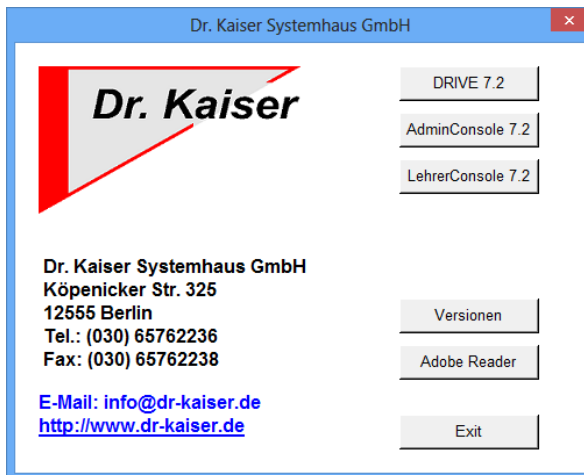 Dr. Kaiser Systemhaus GmbH
x
Dr. Kaiser
DRIVE 7.2
AdminConsole 7.2
LehrerConsole 7.2
Dr. Kaiser Systemhaus GmbH
Köpenicker Str. 325
12555 Berlin
Tel.: (030) 65762236
Fax: (030) 65762238
E-Mail: info@dr-kaiser.de
http://www.dr-kaiser.de
Versionen
Adobe Reader
Exit